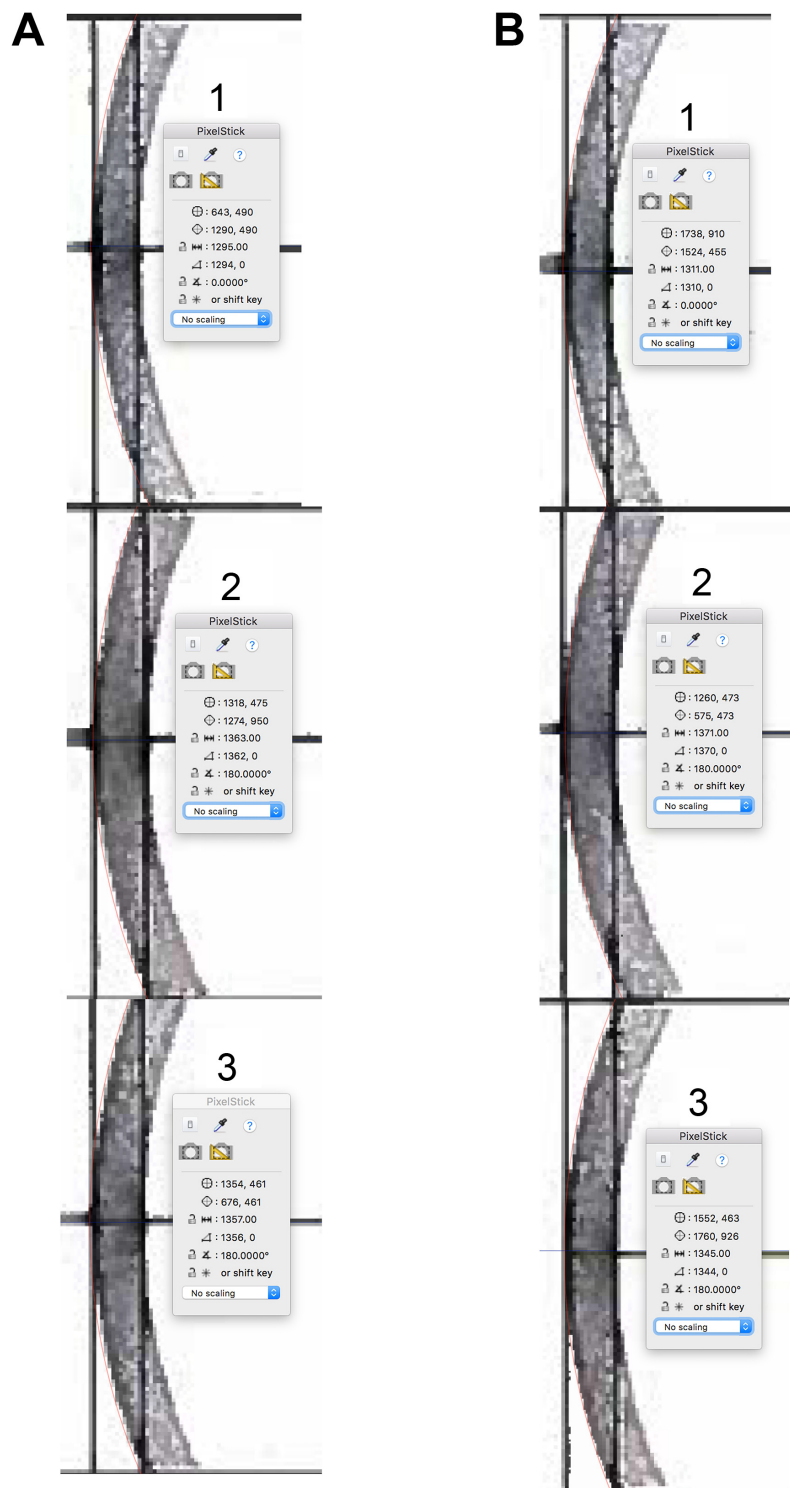 A
1
PixelStick
?
: 643, 490
: 1290, 490
: 1295.00
: 1294, 0
: 0.0000°
or shift key
No scaling
2
PixelStick
?
: 1318, 475
: 1274, 950
: 1363.00
: 1362, 0
: 180.0000°
or shift key
No scaling
3
PixelStick
?
: 1354, 461
: 676, 461
: 1357.00
: 1356, 0
: 180.0000°
or shift key
No scaling
B
1
PixelStick
?
: 1738, 910
: 1524, 455
: 1311.00
: 1310, 0
: 0.0000°
or shift key
No scaling
2
PixelStick
?
: 1260, 473
: 575, 473
: 1371.00
: 1370, 0
: 180.0000°
or shift key
No scaling
3
PixelStick
?
: 1552, 463
: 1760, 926
: 1345.00
: 1344, 0
: 180.0000°
or shift key
No scaling